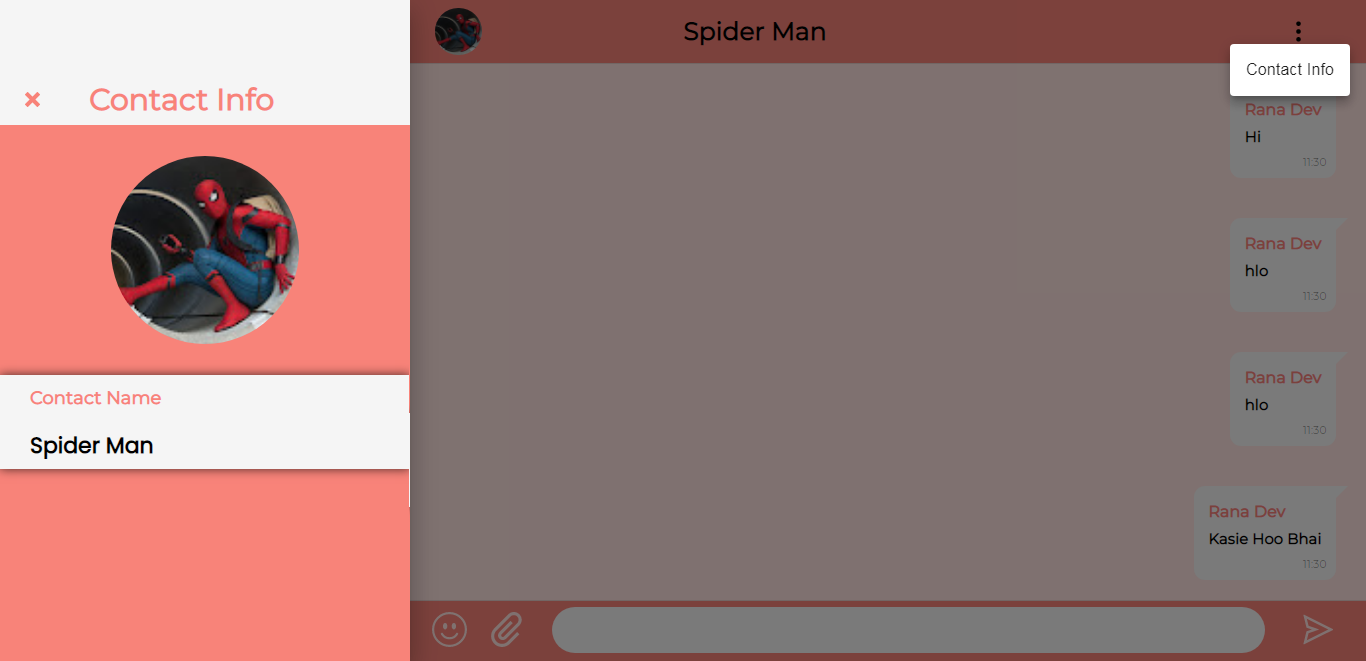 Contact Info
Contact Name
Spider Man
Spider Man
Contact Info
Rana Dev
Hi
11:30
Rana Dev
hlo
11:30
Rana Dev
hlo
11:30
Rana Dev
Kasie Hoo Bhai
11:30